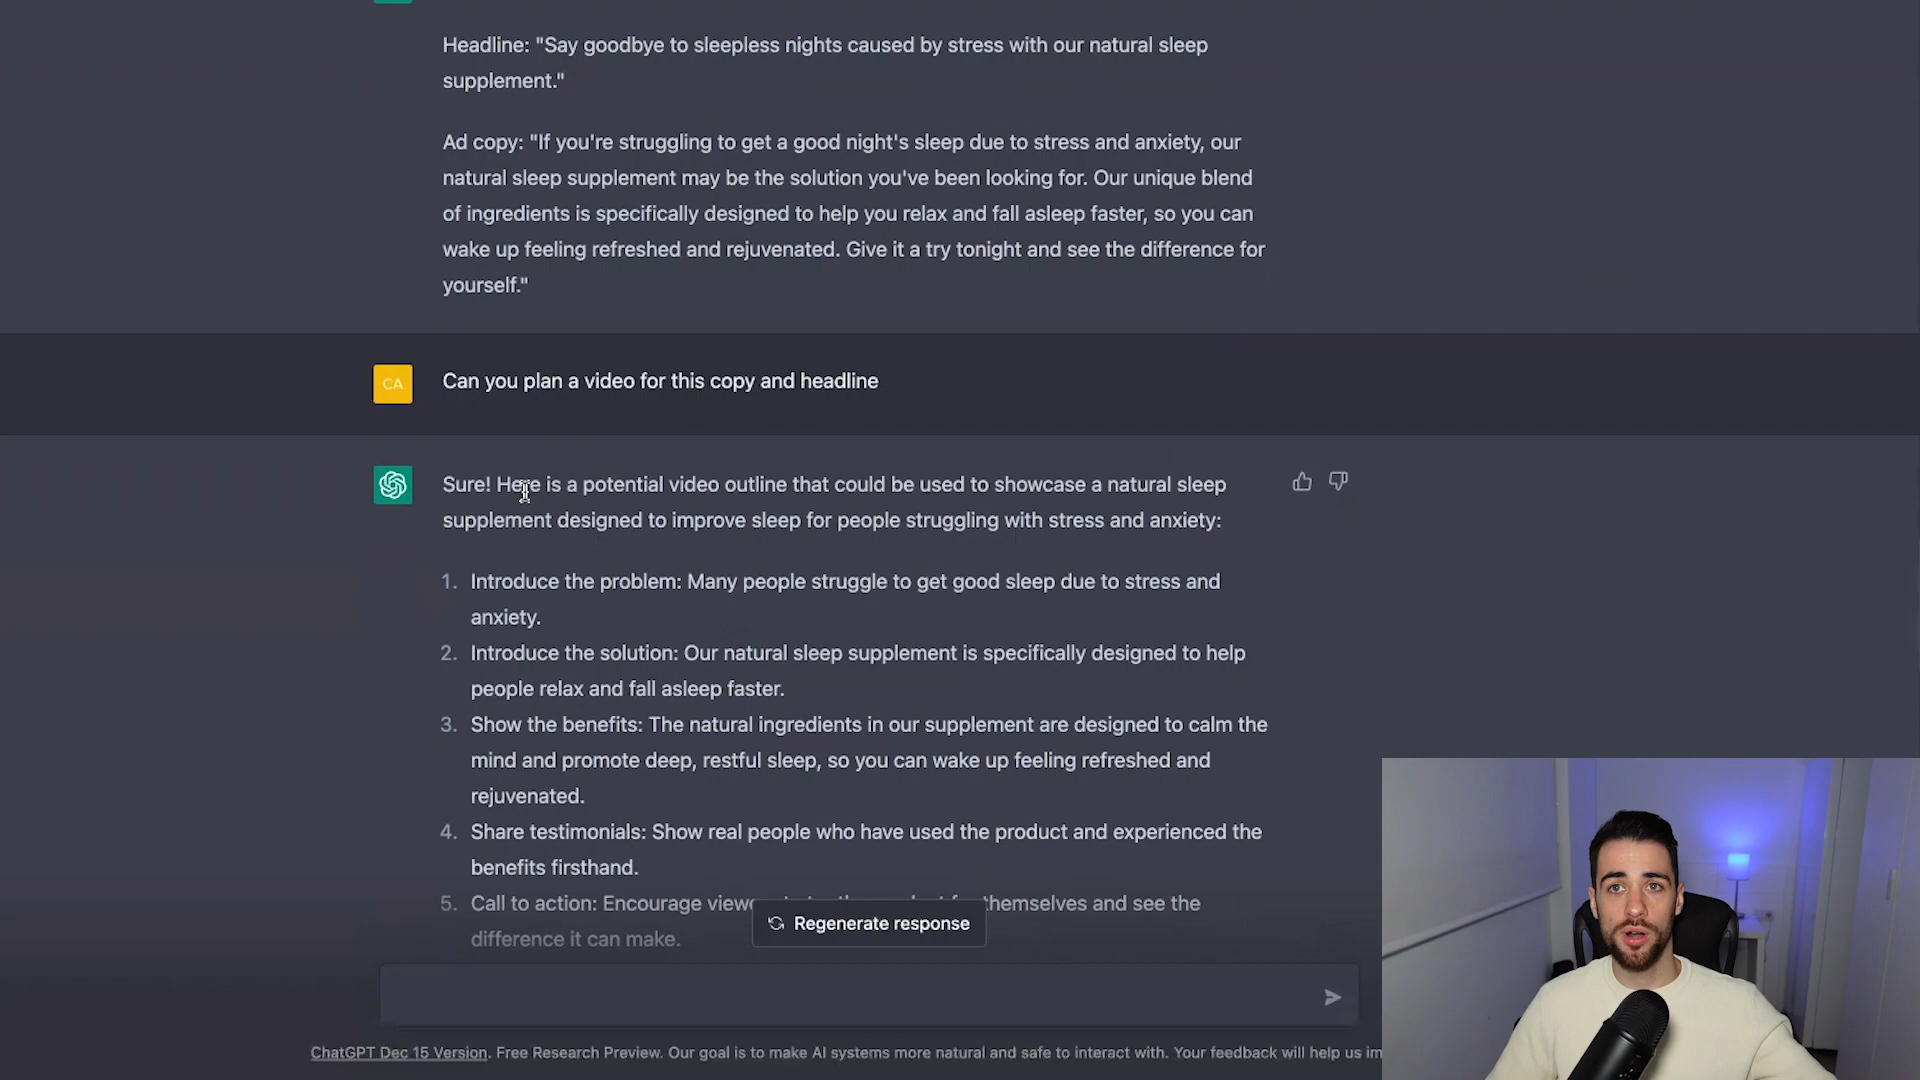 Headline: "Say goodbye to sleepless nights caused by stress with our natural sleep
supplement."
Ad copy: "If you're struggling to get a good night's sleep due to stress and anxiety, our
natural sleep supplement may be the solution you've been looking for. Our unique blend
of ingredients is specifically designed to help you relax and fall asleep faster, so you can
wake up feeling refreshed and rejuvenated. Give it a try tonight and see the difference for
yourself."
CA
Can you plan a video for this copy and headline
Sure! Here is a potential video outline that could be used to showcase a natural sleep
supplement designed to improve sleep for people struggling with stress and anxiety:
1. Introduce the problem: Many people struggle to get good sleep due to stress and
anxiety.
2. Introduce the solution: Our natural sleep supplement is specifically designed to help
people relax and fall asleep faster.
3. Show the benefits: The natural ingredients in our supplement are designed to calm the
mind and promote deep, restful sleep, so you can wake up feeling refreshed and
rejuvenated.
4. Share testimonials: Show real people who have used the product and experienced the
benefits firsthand.
5. Call to action: Encourage themselves and see the
Regenerate response
difference it can make.
ChatGPT Dec 15 Version. Free Research Preview. Our goal is to make AI systems more natural and safe to interact with. Your feedback will help us im